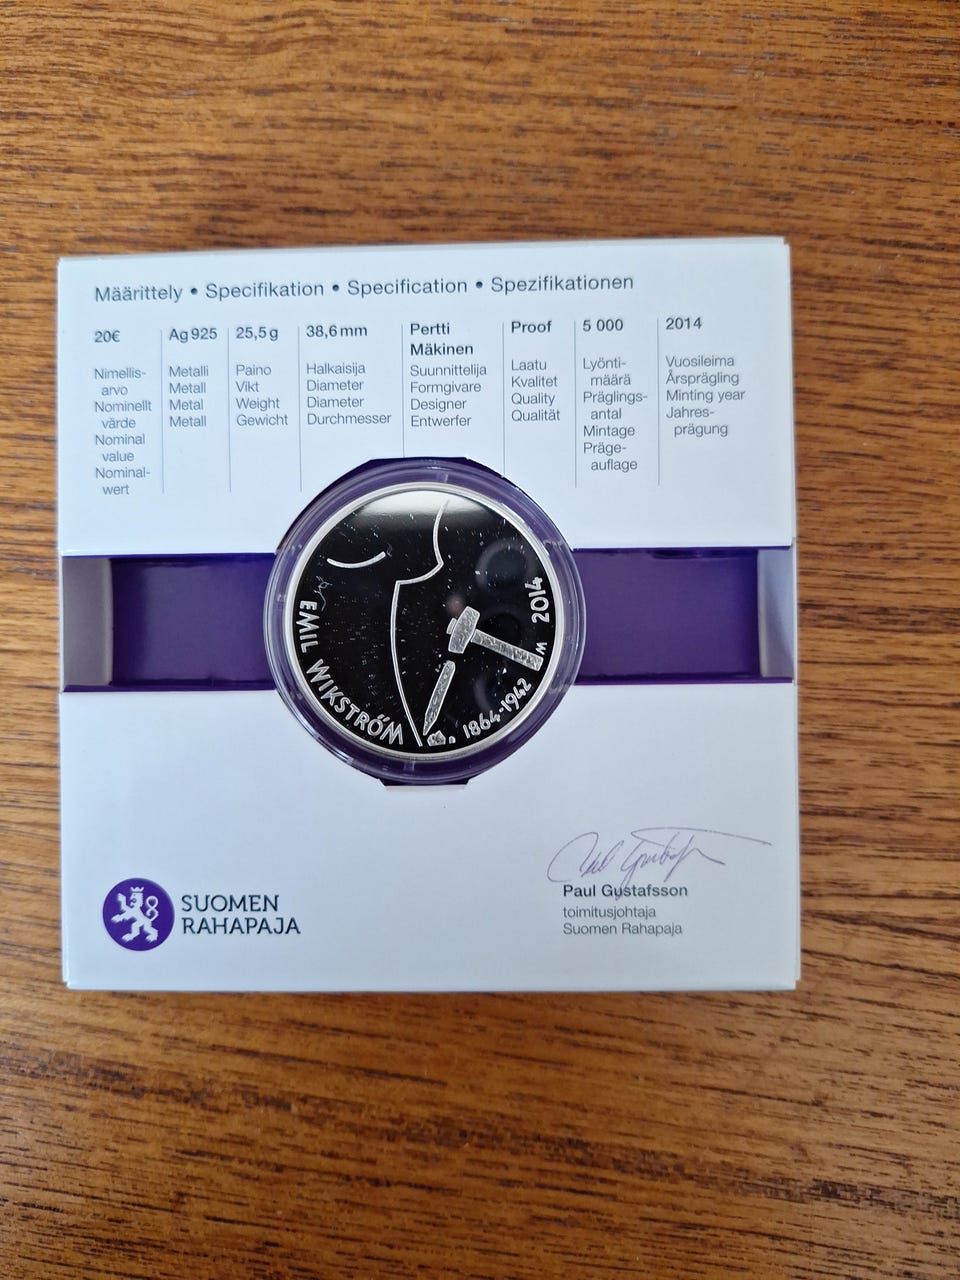 Määrittely • Specifikation • Specification • Spezifikationen
20€
Nimellis-
arvo
Nominellt
värde
Nominal
value
Nominal-
wert
Ag 925
Metalli
Metall
Metal
Metall
25,5 g
Paino
Vikt
Weight
Gewicht
38,6 mm
Halkaisija
Diameter
Diameter
Durchmesser
Pertti
Mäkinen
Suunnittelija
Formgivare
Designer
Entwerfer
Proof
Laatu
Kvalitet
Quality
Qualität
5 000
Lyönti-
määrä
Präglings-
antal
Mintage
Präge-
auflage
2014
Vuosileima
Årsprägling
Minting year
Jahres-
prägung
EMIL WIKSTRÖM
1864-1942
M 2014
SUOMEN
RAHAPAJA
Paul Gustafsson
toimitusjohtaja
Suomen Rahapaja